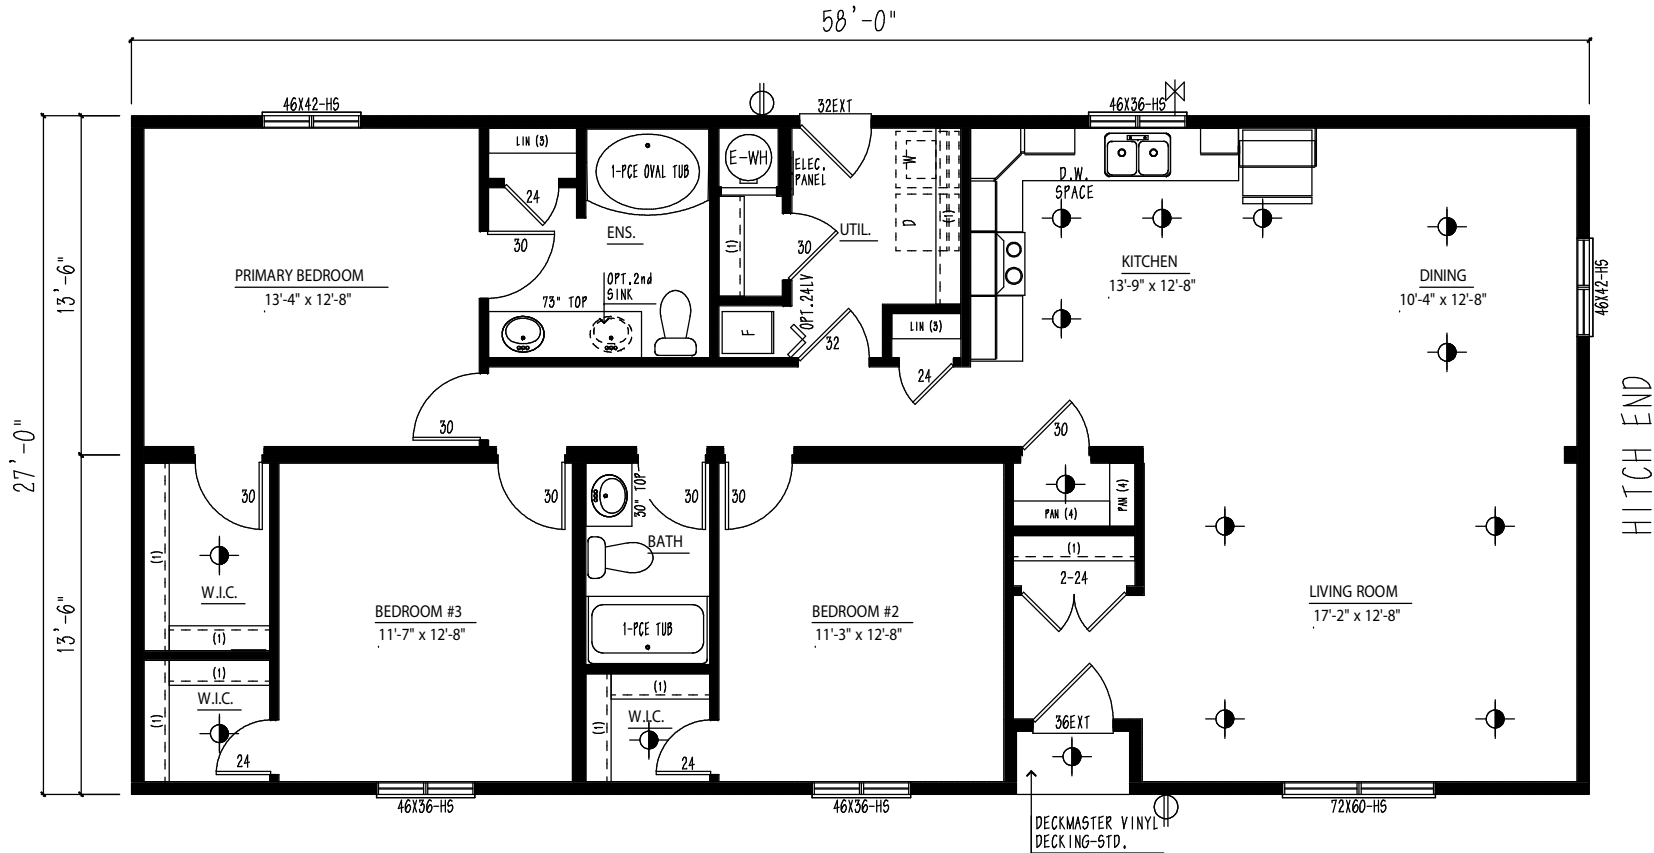 58'-0"
46X42-HS
32EXT
46X36-HS
LIN (3)
1-PCE OVAL TUB
E-WH
ELEC.
PANEL
W
D.W.
SPACE
24
30
ENS.
(1)
30
UTIL.
D
(1)
13'-6"
PRIMARY BEDROOM
13'-4" x 12'-8"
OPT.2nd
SINK
73" TOP
OPT.24LV
KITCHEN
13'-9" x 12'-8"
DINING
10'-4" x 12'-8"
46X42-HS
F
32
LIN (3)
24
HITCH END
27'-0"
30
30
30
30
30" TOP
30
30
PAN (4)
PAN (4)
BATH
(1)
W.I.C.
(1)
(1)
2-24
13'-6"
BEDROOM #3
11'-7" x 12'-8"
1-PCE TUB
BEDROOM #2
11'-3" x 12'-8"
LIVING ROOM
17'-2" x 12'-8"
(1)
W.I.C.
(1)
24
(1)
W.I.C.
(1)
24
36EXT
46X36-HS
46X36-HS
72X60-HS
DECKMASTER VINYL
DECKING-STD.